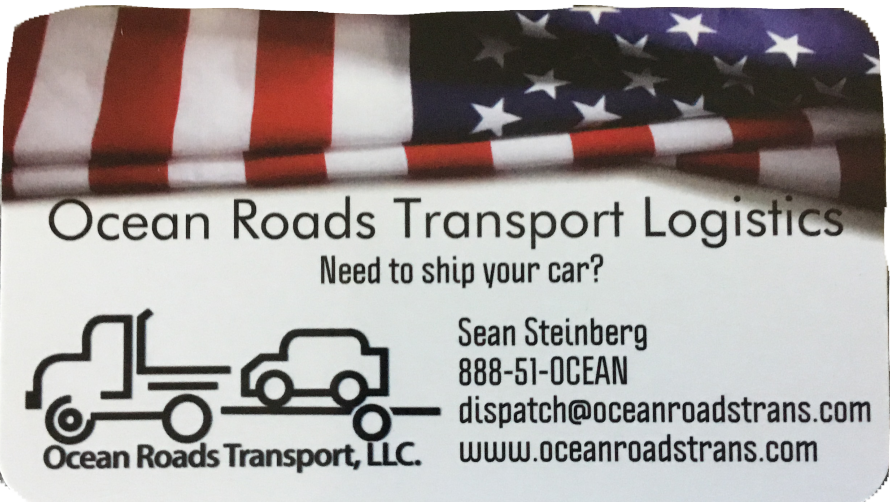 Ocean Roads Transport Logistics
Need to ship your car?
Sean Steinberg
888-51-OCEAN
dispatch@oceanroadstrans.com
www.oceanroadstrans.com
Ocean Roads Transport, LLC.